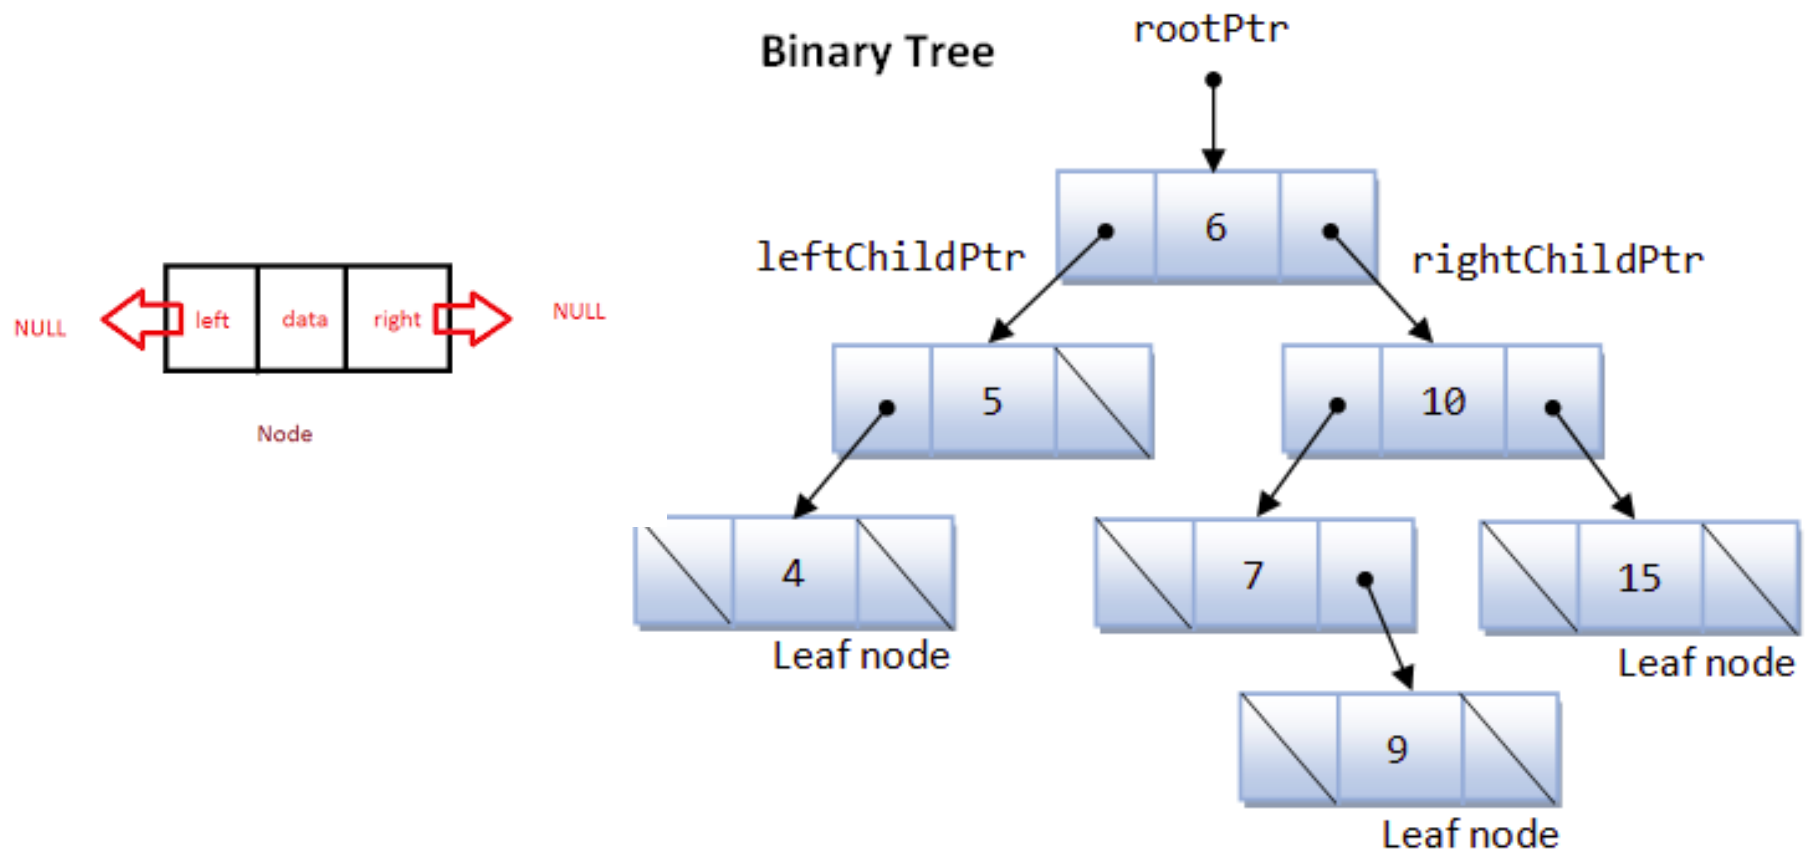 Binary Tree
rootPtr
6
leftChildPtr
rightChildPtr
NULL
left
data
right
NULL
Node
5
10
4
7
15
Leaf node
Leaf node
9
Leaf node